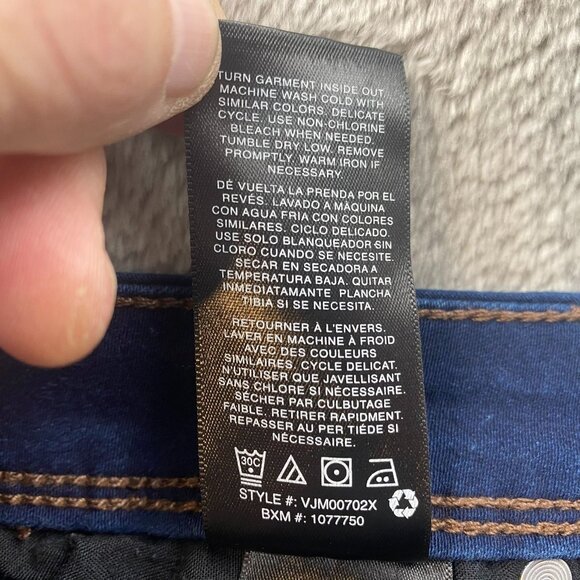 TURN GARMENT INSIDE OUT
MACHINE WASH COLD WITH
SIMILAR COLORS. DELICATE
CYCLE. USE NON-CHLORINE
BLEACH WHEN NEEDED.
TUMBLE DRY LOW. REMOVE
PROMPTLY. WARM IRON IF
NECESSARY.
DÉ VUELTA LA PRENDA POR EL
REVÉS. LAVADO A MÀQUINA
CON AGUA FRIA CON COLORES
SIMILARES. CICLO DELICADO.
USE SOLO BLANQUEADOR SIN
CLORO CUANDO SE NECESITE.
SECAR EN SECADORA A
TEMPERATURA BAJA. QUITAR
INMEDIATAMANTE PLANCHA
TIBIA SI SE NECESITA.
RETOURNER À L'ENVERS.
LAVER EN MACHINE À FROID
AVEC DES COULEURS
SIMILAIRES. CYCLE DELICAT.
N'UTILISER QUE JAVELLISANT
SANS CHLORE SI NÉCESSAIRE.
SÉCHER PAR CULBUTAGE
FAIBLE. RETIRER RAPIDMENT.
REPASSER AU PER TIÉDE SI
NÉCESSAIRE.
30C
STYLE #: VJM00702X
BXM #: 1077750